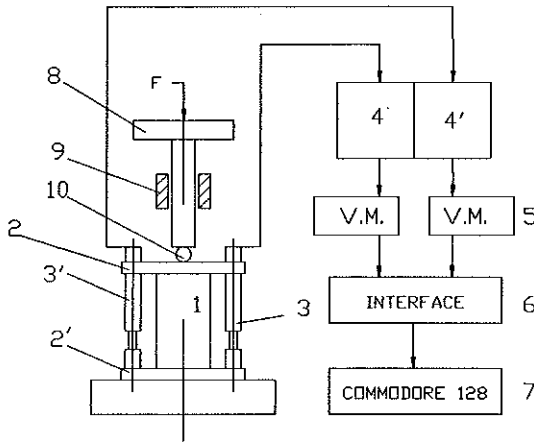 8
F
4
4'
9
10
V.M.
V.M.
5
2
3'
1
3
INTERFACE
6
2'
COMMODORE 128
7